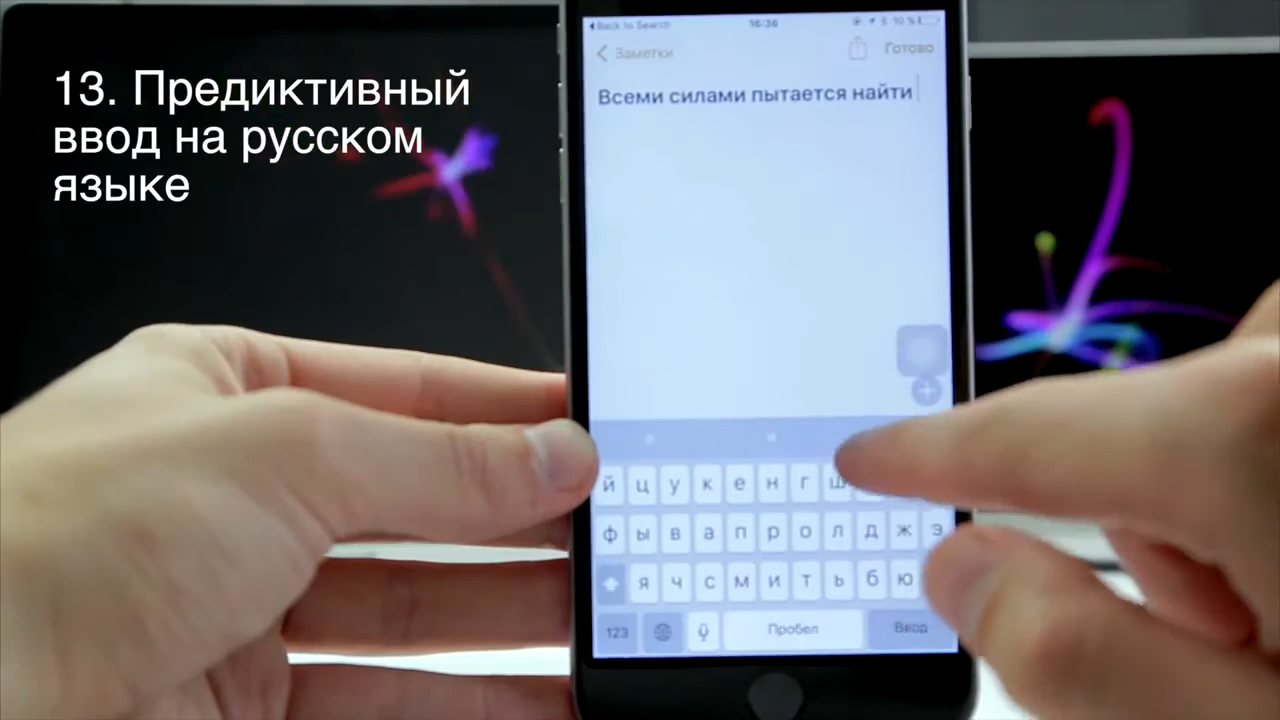 13. Предиктивный
ввод на русском
языке
Back to Search 16:36 10 %
Заметки Готово
Всеми силами пытается найти
й ц у к е н г ш
ф ы в а п р о л д ж э
я ч с м и т ь б ю
123 Пробел Ввод